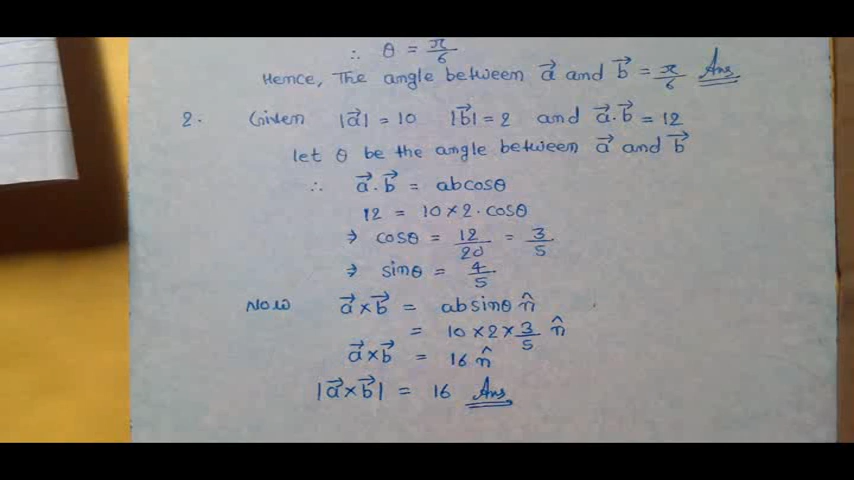 ∴ θ = π/6
Hence, The angle between a⃗ and b⃗ = π/6 Ans
2. Given |a⃗| = 10 |b⃗| = 2 and a⃗.b⃗ = 12
let θ be the angle between a⃗ and b⃗
∴ a⃗.b⃗ = abcosθ
12 = 10×2.cosθ
⇒ cosθ = 12/20 = 3/5
⇒ sinθ = 4/5
Now a⃗×b⃗ = absinθ n̂
= 10×2×3/5 n̂
a⃗×b⃗ = 16 n̂
|a⃗×b⃗| = 16 Ans